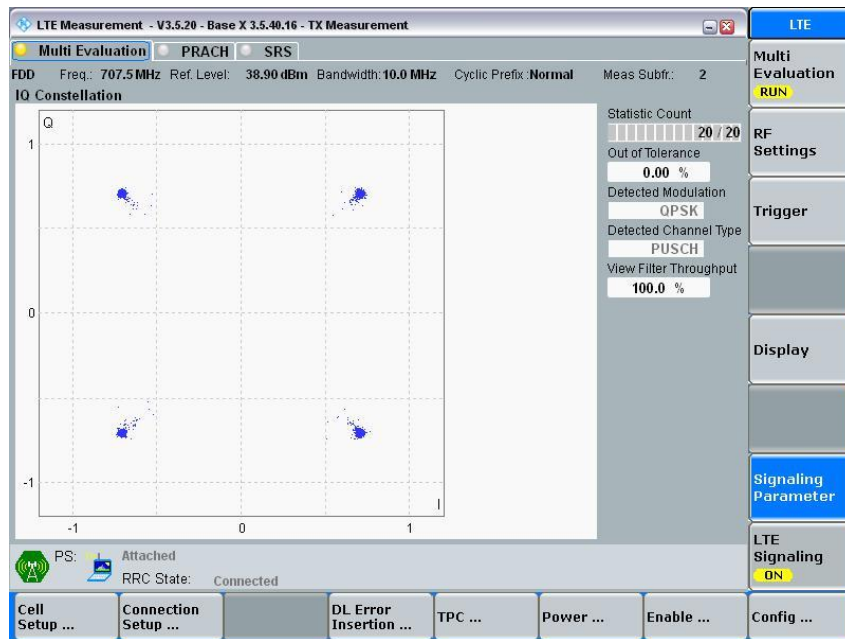 LTE Measurement - V3.5.20 - Base X 3.5.40.16 - TX Measurement
LTE
Multi Evaluation PRACH SRS
FDD Freq.: 707.5 MHz Ref. Level: 38.90 dBm Bandwidth: 10.0 MHz Cyclic Prefix :Normal Meas Subfr.: 2
IQ Constellation
Q
1
0
-1
-1 0 1
I
Statistic Count
20 / 20
Out of Tolerance
0.00 %
Detected Modulation
QPSK
Detected Channel Type
PUSCH
View Filter Throughput
100.0 %
Multi
Evaluation
RUN
RF
Settings
Trigger
Display
Signaling
Parameter
LTE
Signaling
ON
PS: Attached
RRC State: Connected
Cell
Setup ...
Connection
Setup ...
DL Error
Insertion ...
TPC ...
Power ...
Enable ...
Config ...